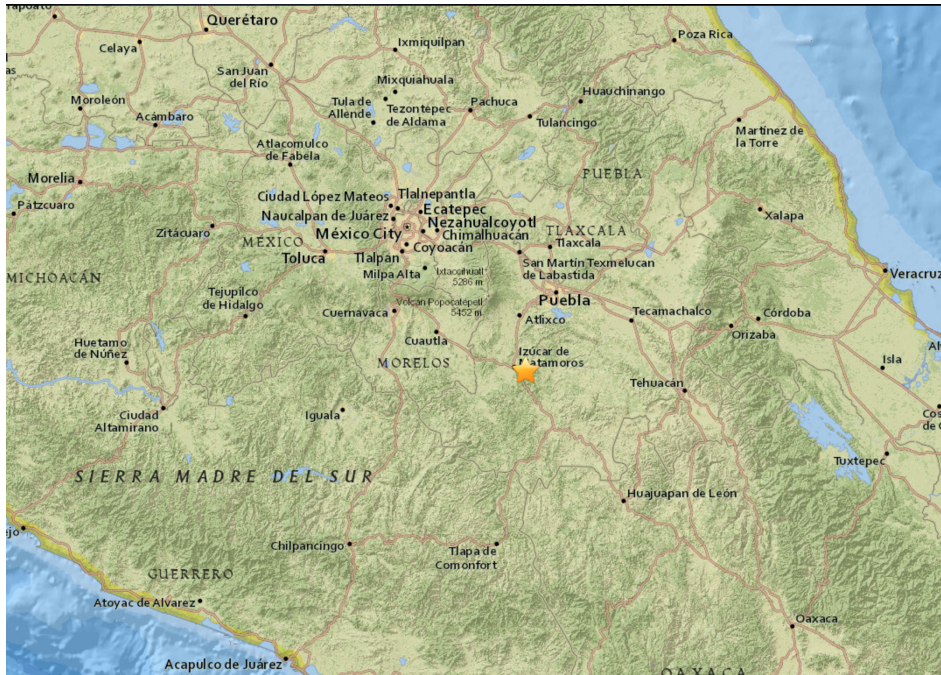 Querétaro
Celaya
Ixmiquilpan
Poza Rica
San Juan
del Río
Mixquiahuala
Huauchinango
Moroleón
Tula de
Allende
Tezontepec
de Aldama
Pachuca
Acámbaro
Tulancingo
Martínez de
la Torre
Atlacomulco
de Fabela
Morelia
PUEBLA
Pátzcuaro
Ciudad López Mateos
Tlalnepantla
Ecatepec
Naucalpan de Juárez
Nezahualcoyotl
Xalapa
Zitácuaro
MÉXICO
México City
Chimalhuacán
TLAXCALA
Coyoacán
Tlaxcala
Toluca
Tlalpan
San Martín Texmelucan
de Labastida
MICHOACÁN
Milpa Alta
Ixtaccihuatl
5286 m
Veracruz
Tejupilco
de Hidalgo
Volcan Popocatepetl
5452 m
Puebla
Cuernavaca
Atlixco
Tecamachalco
Córdoba
Orizaba
Huetamo
de Núñez
Cuautla
Izúcar de
Matamoros
MORELOS
Isla
Tehuacán
Ciudad
Altamirano
Iguala
Tuxtepec
SIERRA MADRE DEL SUR
Huajuapan de León
Chilpancingo
Tlapa de
Comonfort
GUERRERO
Atoyac de Alvarez
Oaxaca
Acapulco de Juárez
OAXACA